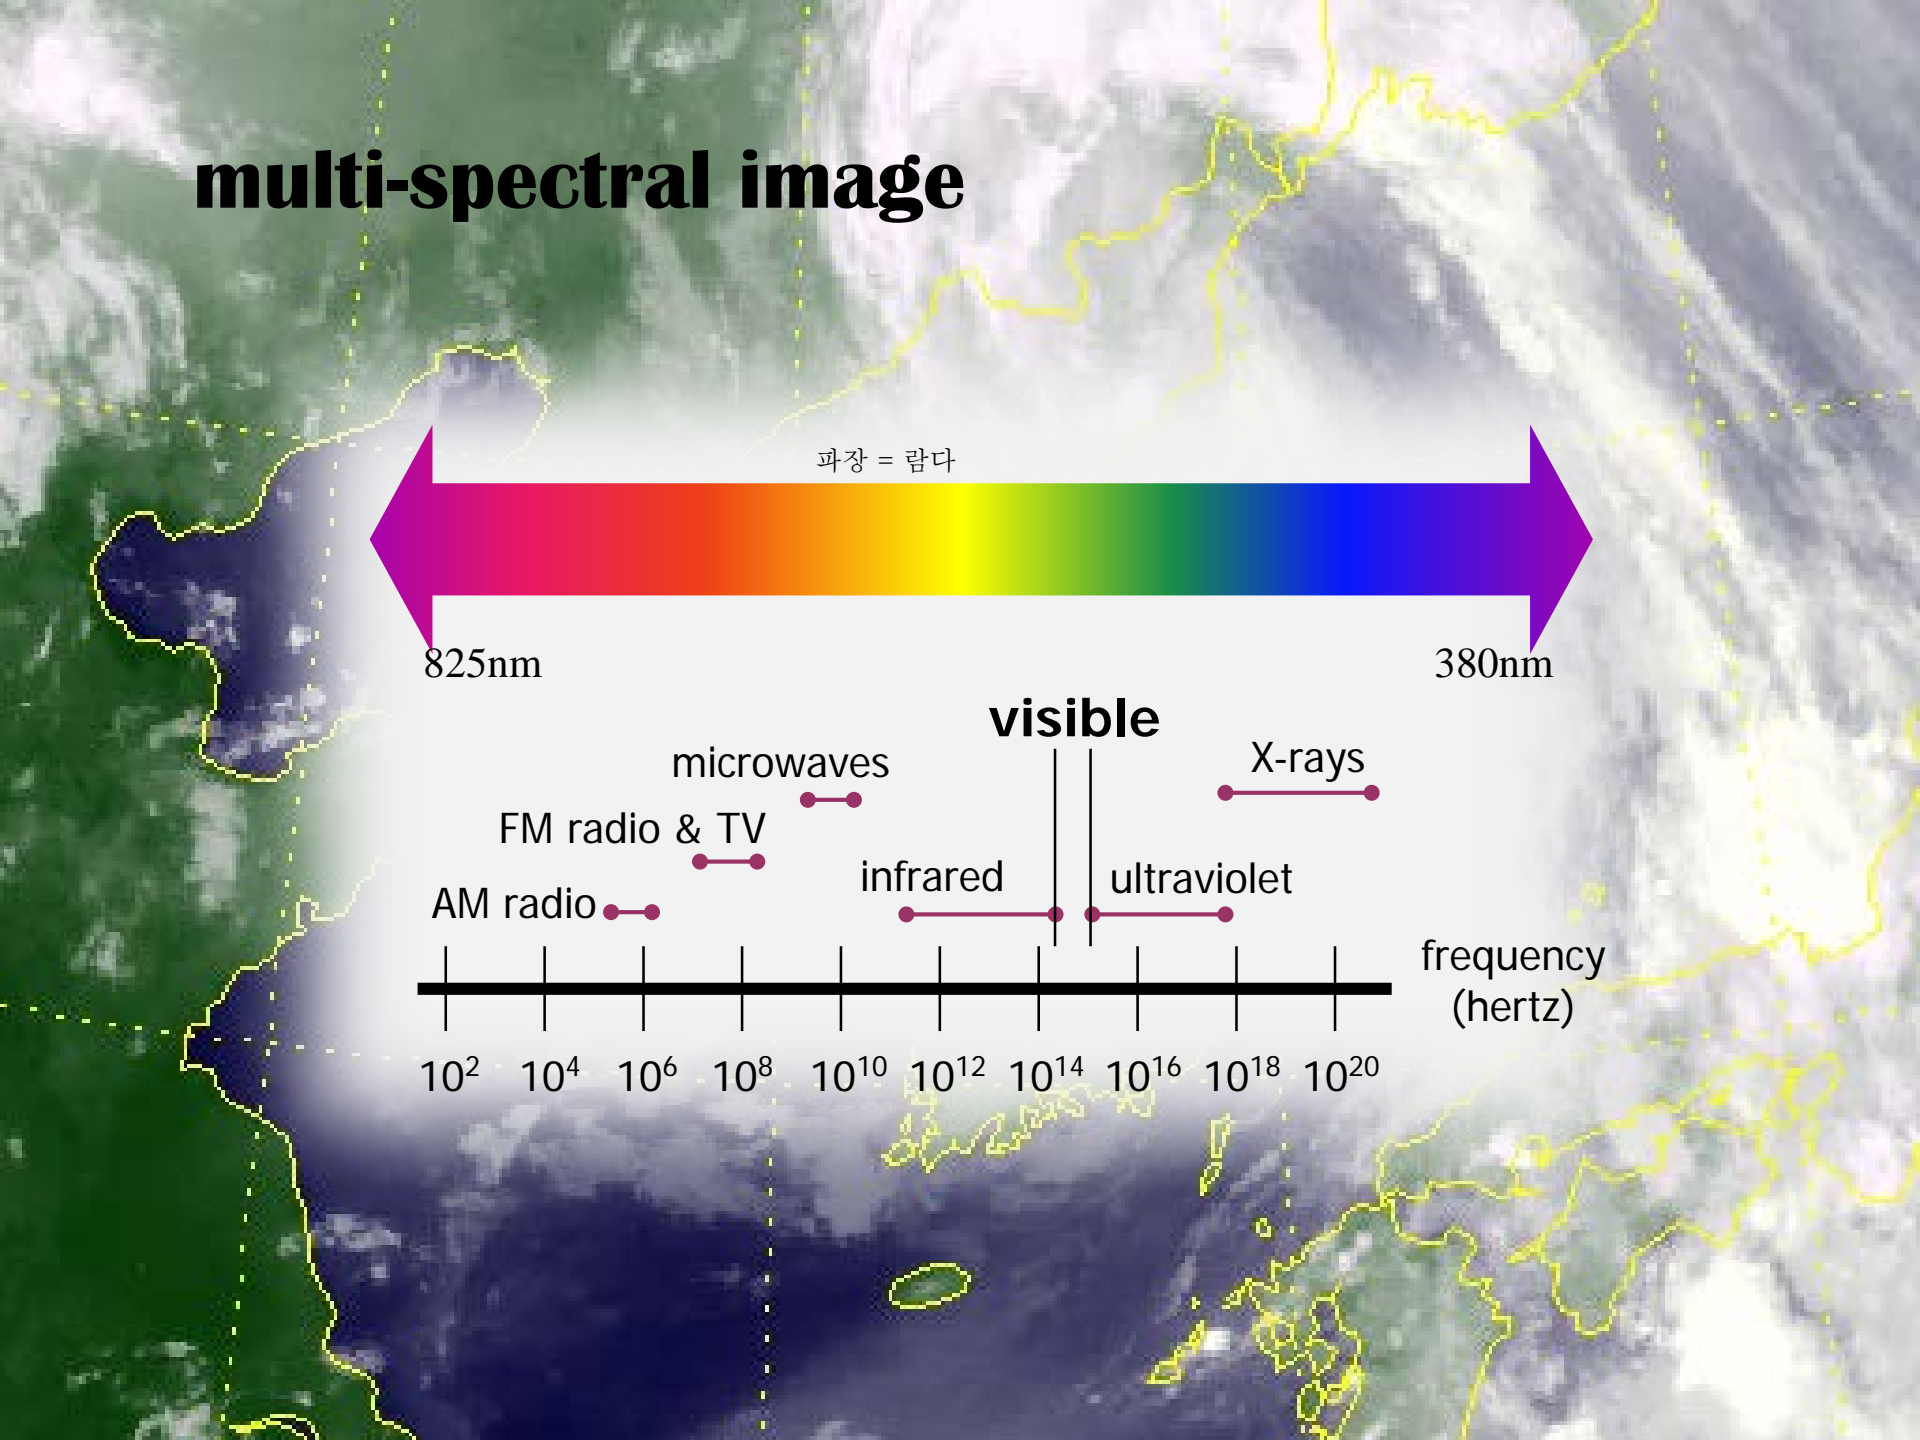 multi-spectral image
파장 = 람다
825nm
380nm
visible
microwaves
X-rays
FM radio & TV
infrared
ultraviolet
AM radio
frequency
(hertz)
10² 10⁴ 10⁶ 10⁸ 10¹⁰ 10¹² 10¹⁴ 10¹⁶ 10¹⁸ 10²⁰